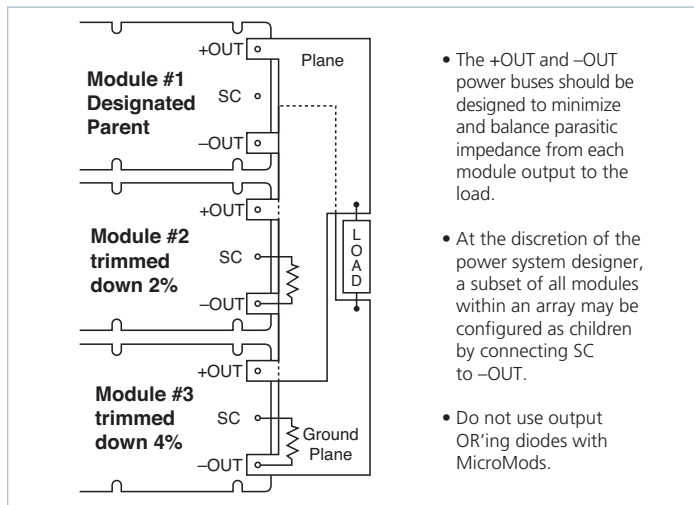 +OUT
Plane
Module #1
Designated
Parent
SC
–OUT
+OUT
Module #2
trimmed
down 2%
SC
–OUT
LOAD
+OUT
Module #3
trimmed
down 4%
SC
Ground
Plane
–OUT
• The +OUT and –OUT
power buses should be
designed to minimize
and balance parasitic
impedance from each
module output to the
load.
• At the discretion of the
power system designer,
a subset of all modules
within an array may be
configured as children
by connecting SC
to –OUT.
• Do not use output
OR'ing diodes with
MicroMods.